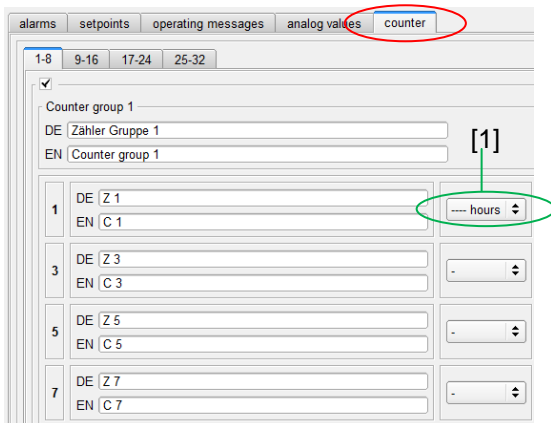 alarms setpoints operating messages analog values counter
1-8 9-16 17-24 25-32
Counter group 1
DE Zähler Gruppe 1
EN Counter group 1
[1]
1 DE Z 1
EN C 1
---- hours
3 DE Z 3
EN C 3
-
5 DE Z 5
EN C 5
-
7 DE Z 7
EN C 7
-